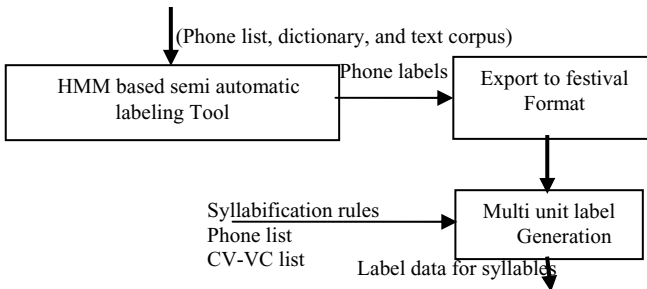 (Phone list, dictionary, and text corpus)
HMM based semi automatic
labeling Tool
Phone labels
Export to festival
Format
Syllabification rules
Phone list
CV-VC list
Multi unit label
Generation
Label data for syllables